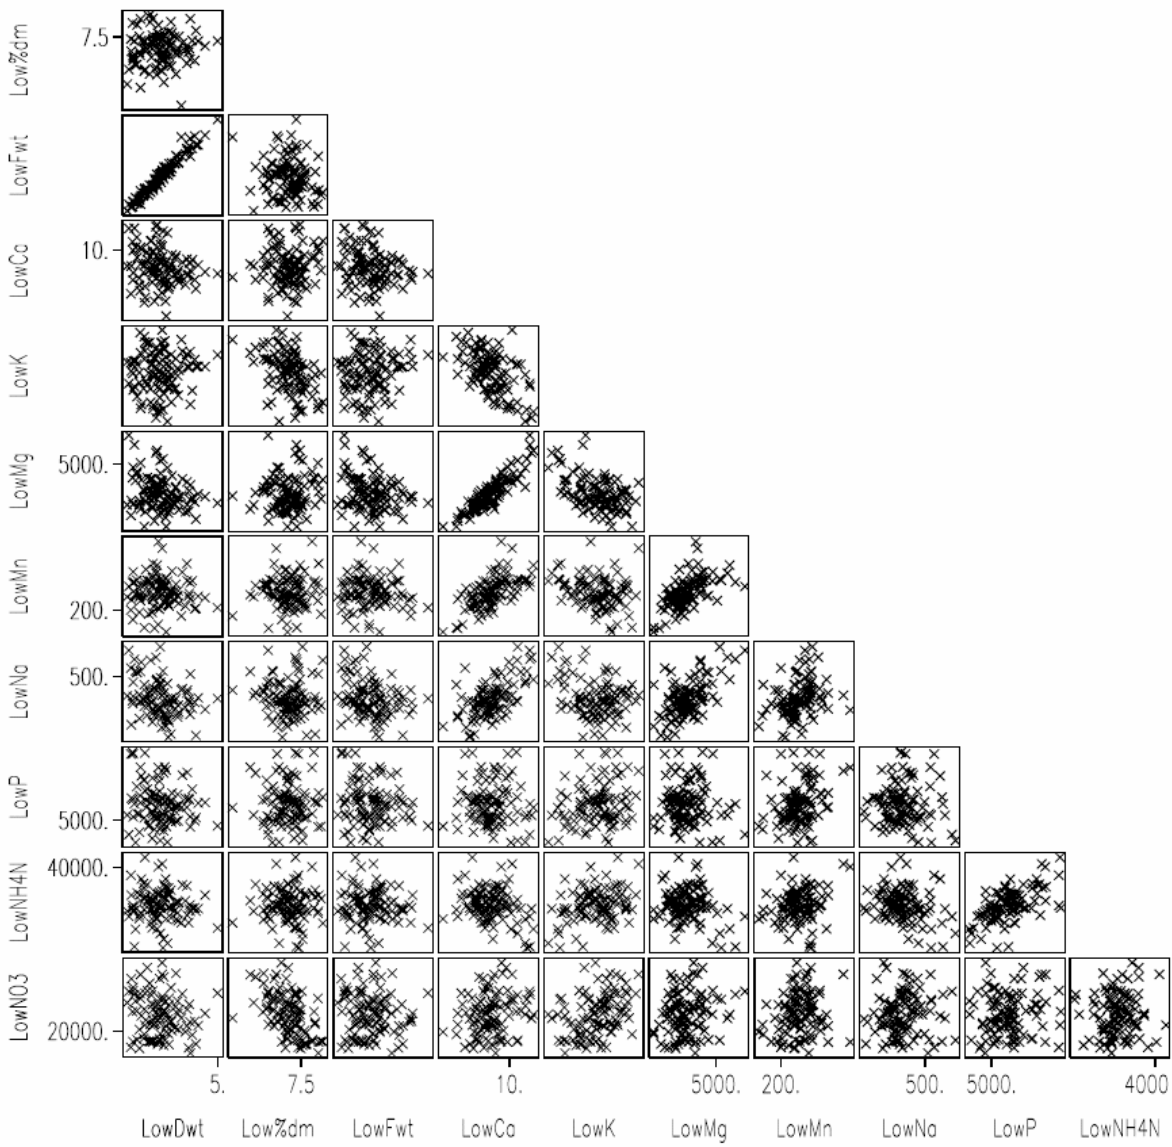 Low%dm 7.5
LowFwt
LowCa 10.
LowK
LowMg 5000.
LowMn 200.
LowNa 500.
LowP 5000.
LowNH4N 40000.
LowNO3 20000.
5. 7.5 10. 5000. 200. 500. 5000. 4000
LowDwt Low%dm LowFwt LowCa LowK LowMg LowMn LowNa LowP LowNH4N